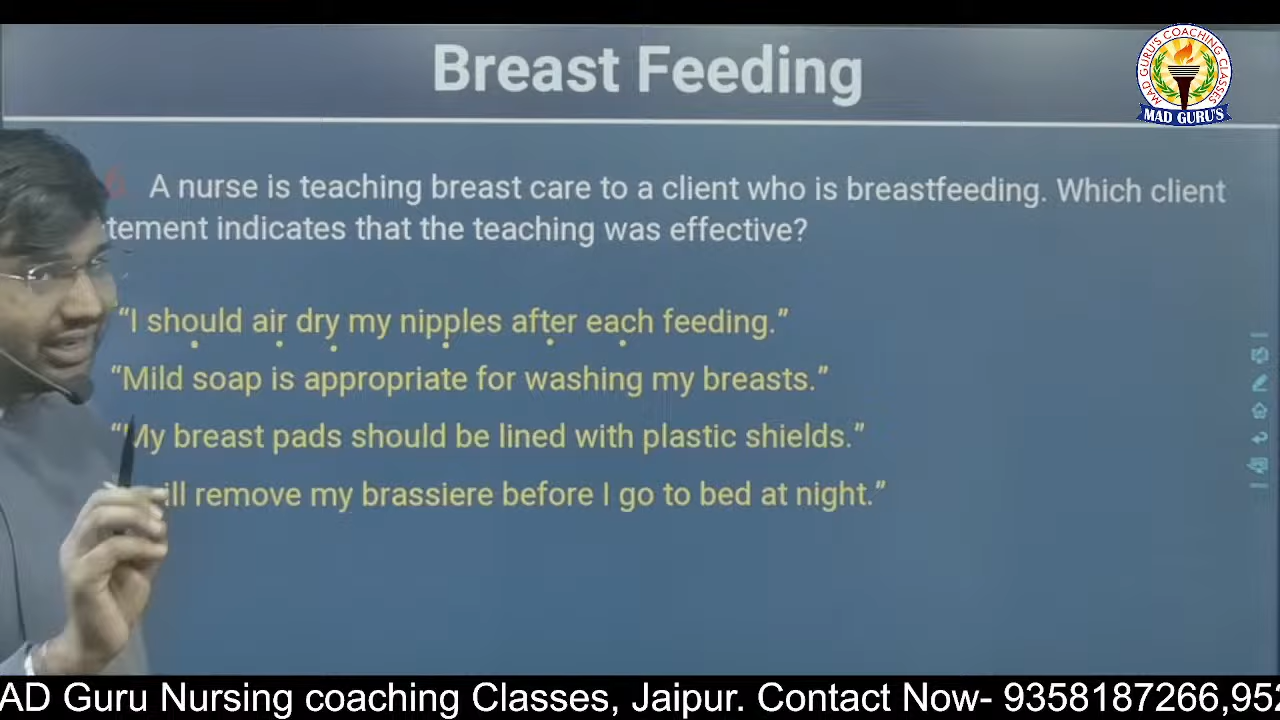 Breast Feeding
MAD GURU'S COACHING CLASSES
MAD GURU'S
6. A nurse is teaching breast care to a client who is breastfeeding. Which client
tement indicates that the teaching was effective?
“I should air dry my nipples after each feeding.”
“Mild soap is appropriate for washing my breasts.”
“My breast pads should be lined with plastic shields.”
ill remove my brassiere before I go to bed at night.”
AD Guru Nursing coaching Classes, Jaipur. Contact Now- 9358187266,952